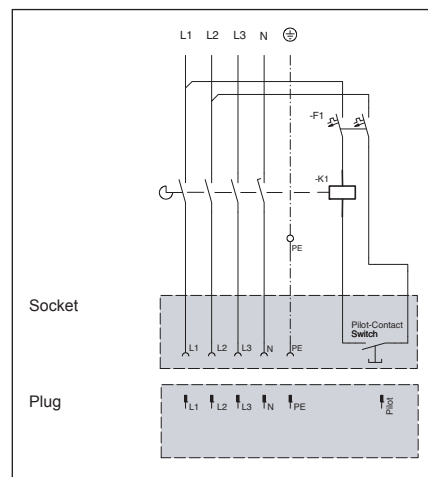 L1 L2 L3 N
-F1
-K1
PE
Socket
Pilot-Contact
Switch
L1 L2 L3 N PE
Plug
L1 L2 L3 N PE Pilot